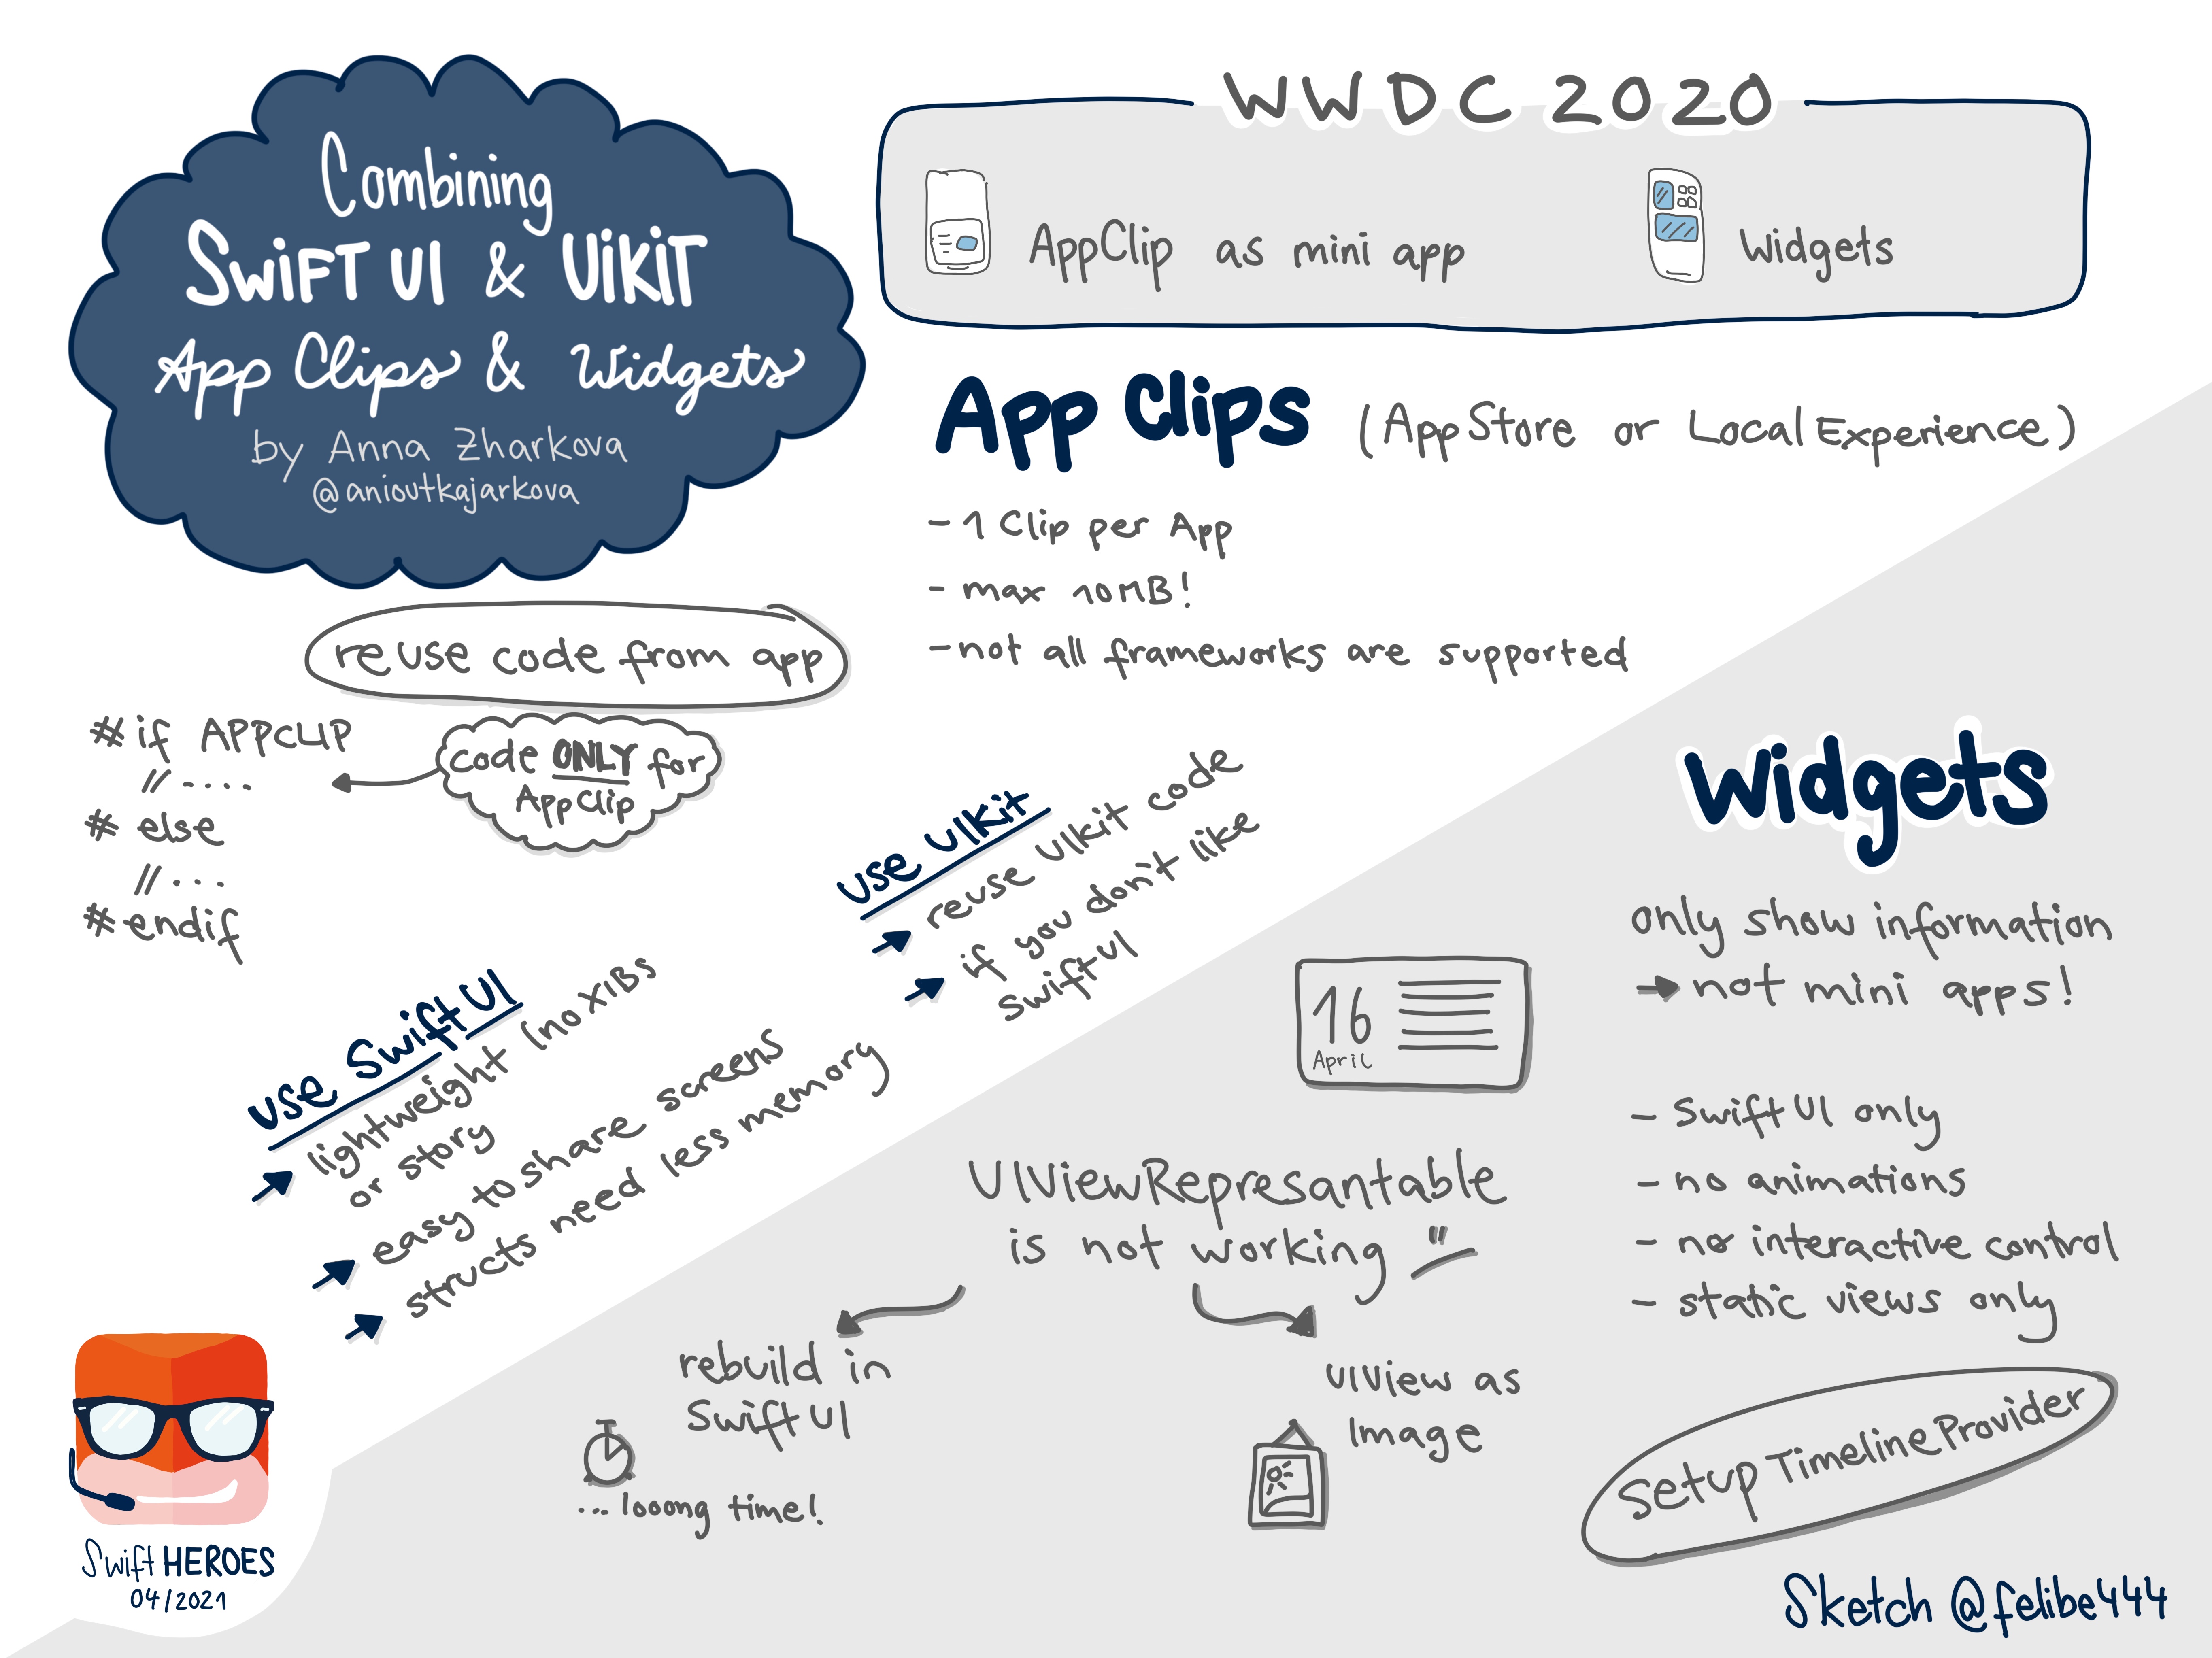 Combining
SWiFT UI & UiKiT
App Clips & Widgets
by Anna Zharkova
@anioutkajarkova
WWDC 2020
AppClip as mini app
Widgets
App Clips (AppStore or Local Experience)
- 1 Clip per App
- max 10MB!
- not all frameworks are supported
reuse code from app
# if APPCLIP
// ....
# else
// ...
# endif
code ONLY for
AppClip
use UIkit
reuse UIkit code
if you don't like
SwiftUI
use SwiftUI
lightweight (no XIBs
or story
easy to share screens
structs need less memory
Widgets
only show information
→ not mini apps!
16
April
- SwiftUI only
- no animations
- no interactive control
- static views only
setup TimelineProvider
UIViewRepresantable
is not working
rebuild in
SwiftUI
... looong time!
UIView as
Image
Swift HEROES
04/2021
Sketch @felibe444